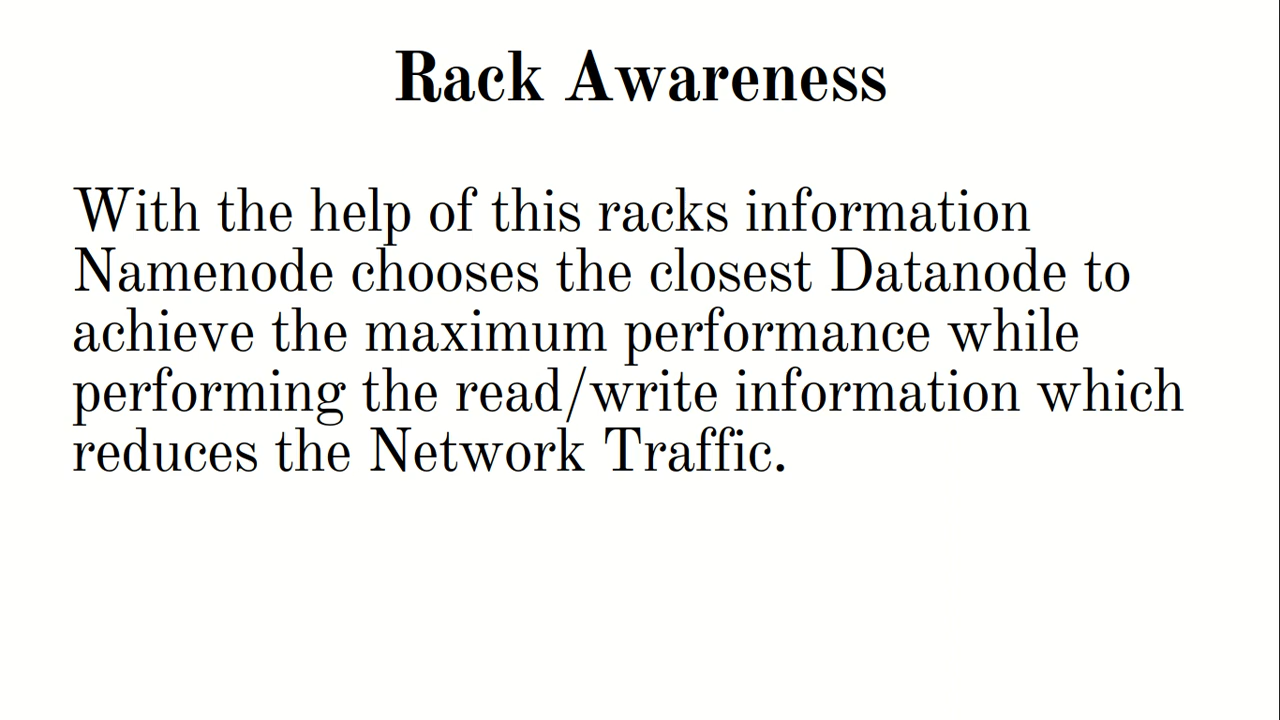 Rack Awareness
With the help of this racks information
Namenode chooses the closest Datanode to
achieve the maximum performance while
performing the read/write information which
reduces the Network Traffic.